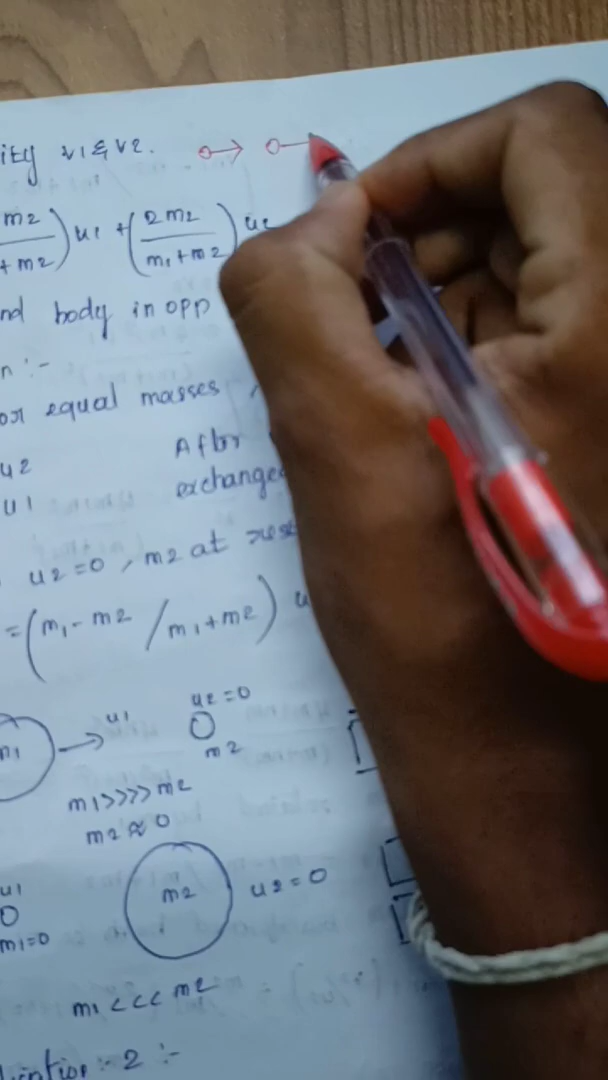 ity v1 & v2.
m2 / +m2) u1 + (2m2 / m1+m2) u2
nd body in opp
n :-
or equal masses
u2 After
u1 exchange
u2=0, m2 at rest
=(m1-m2 / m1+m2) u
u2=0
m1 → u1 O
m2
m1>>>>m2
m2≈0
u1
O m2 u2=0
m1=0
m1<<<m2
:- 2 :-